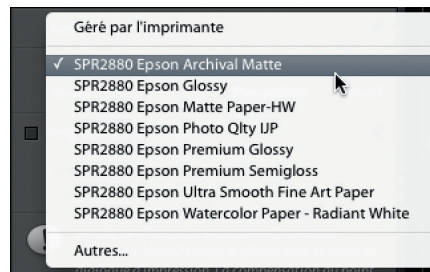 Géré par l'imprimante
✓ SPR2880 Epson Archival Matte
SPR2880 Epson Glossy
SPR2880 Epson Matte Paper-HW
SPR2880 Epson Photo Qlty IJP
SPR2880 Epson Premium Glossy
SPR2880 Epson Premium Semigloss
SPR2880 Epson Ultra Smooth Fine Art Paper
SPR2880 Epson Watercolor Paper - Radiant White
Autres...